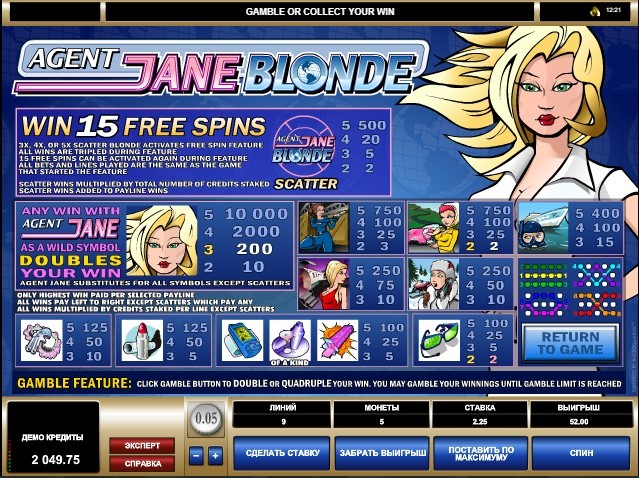 GAMBLE OR COLLECT YOUR WIN
12:21
AGENT JANE BLONDE
WIN 15 FREE SPINS
3X, 4X, OR 5X SCATTER BLONDE ACTIVATES FREE SPIN FEATURE
ALL WINS ARE TRIPLED DURING FEATURE
15 FREE SPINS CAN BE ACTIVATED AGAIN DURING FEATURE
ALL BETS AND LINES PLAYED ARE THE SAME AS THE GAME
THAT STARTED THE FEATURE
SCATTER WINS MULTIPLIED BY TOTAL NUMBER OF CREDITS STAKED
SCATTER WINS ADDED TO PAYLINE WINS
AGENT JANE BLONDE
SCATTER
5 500
4 20
3 5
2 2
ANY WIN WITH
AGENT JANE
AS A WILD SYMBOL
DOUBLES
YOUR WIN
5 10 000
4 2000
3 200
2 10
AGENT JANE SUBSTITUTES FOR ALL SYMBOLS EXCEPT SCATTERS
5 750
4 100
3 25
2 3
5 750
4 100
3 25
2 2
5 400
4 100
3 15
ONLY HIGHEST WIN PAID PER SELECTED PAYLINE
ALL WINS PAY LEFT TO RIGHT EXCEPT SCATTERS WHICH PAY ANY
ALL WINS MULTIPLIED BY CREDITS STAKED PER LINE EXCEPT SCATTERS
5 250
4 75
3 10
5 250
4 50
3 10
5 125
4 50
3 10
5 125
4 50
3 5
OF A KIND
5 100
4 25
3 5
5 100
4 25
3 5
2 2
RETURN
TO GAME
GAMBLE FEATURE: CLICK GAMBLE BUTTON TO DOUBLE OR QUADRUPLE YOUR WIN. YOU MAY GAMBLE YOUR WINNINGS UNTIL GAMBLE LIMIT IS REACHED
ДЕМО КРЕДИТЫ
2 049.75
ЭКСПЕРТ
СПРАВКА
0.05
- +
ЛИНИЙ
9
МОНЕТЫ
5
СТАВКА
2.25
ВЫИГРЫШ
52.00
СДЕЛАТЬ СТАВКУ
ЗАБРАТЬ ВЫИГРЫШ
ПОСТАВИТЬ ПО
МАКСИМУМУ
СПИН